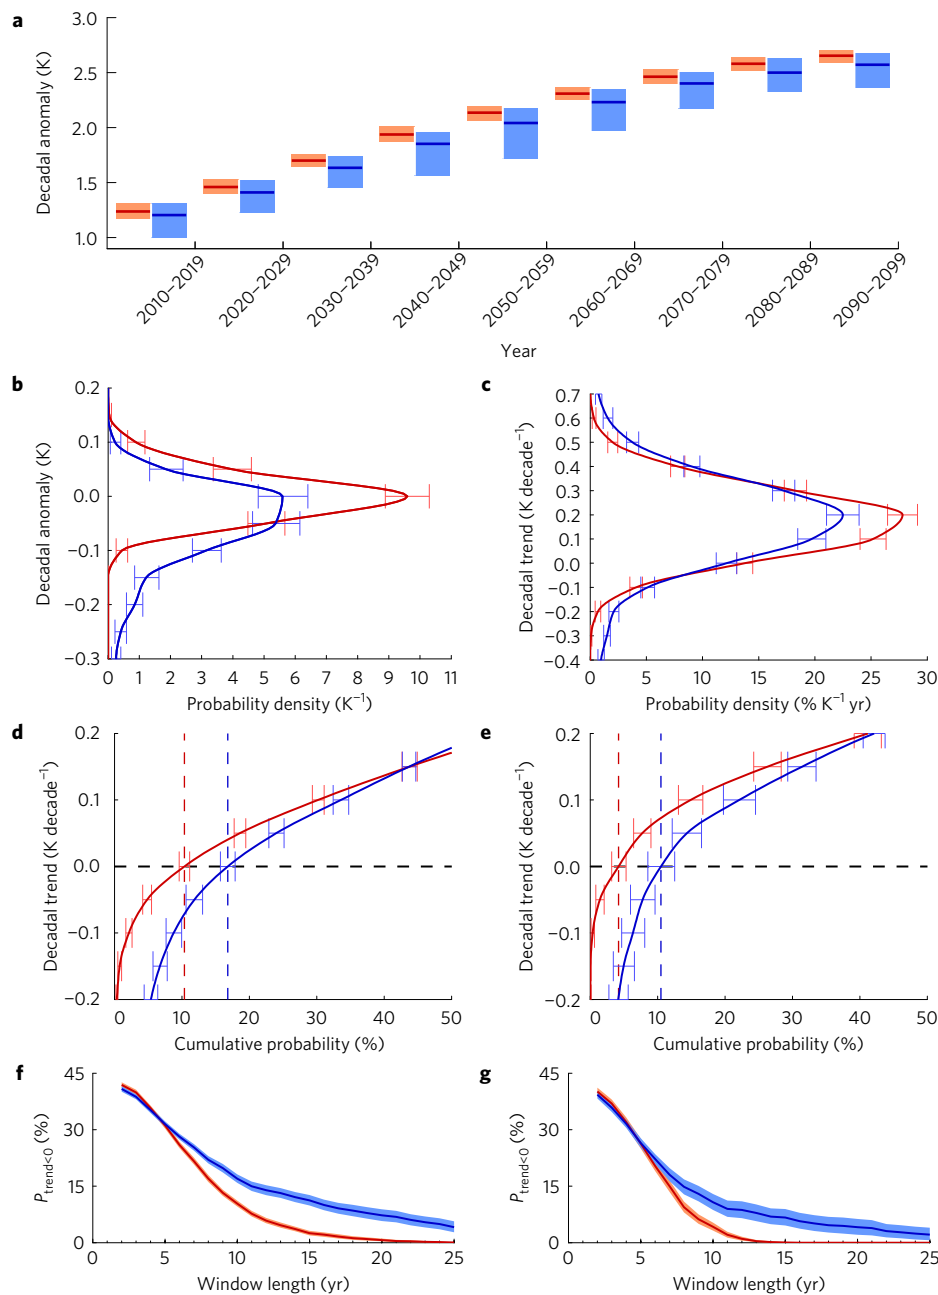 a
Decadal anomaly (K)
3.0
2.5
2.0
1.5
1.0
2010–2019
2020–2029
2030–2039
2040–2049
2050–2059
2060–2069
2070–2079
2080–2089
2090–2099
Year
b
Decadal anomaly (K)
0.2
0.1
0.0
−0.1
−0.2
−0.3
0 1 2 3 4 5 6 7 8 9 10 11
Probability density (K⁻¹)
c
Decadal trend (K decade⁻¹)
0.7
0.6
0.5
0.4
0.3
0.2
0.1
0.0
−0.1
−0.2
−0.3
−0.4
0 5 10 15 20 25 30
Probability density (% K⁻¹ yr)
d
Decadal trend (K decade⁻¹)
0.2
0.1
0.0
−0.1
−0.2
0 10 20 30 40 50
Cumulative probability (%)
e
Decadal trend (K decade⁻¹)
0.2
0.1
0.0
−0.1
−0.2
0 10 20 30 40 50
Cumulative probability (%)
f
P trend<0 (%)
45
30
15
0
0 5 10 15 20 25
Window length (yr)
g
P trend<0 (%)
45
30
15
0
0 5 10 15 20 25
Window length (yr)